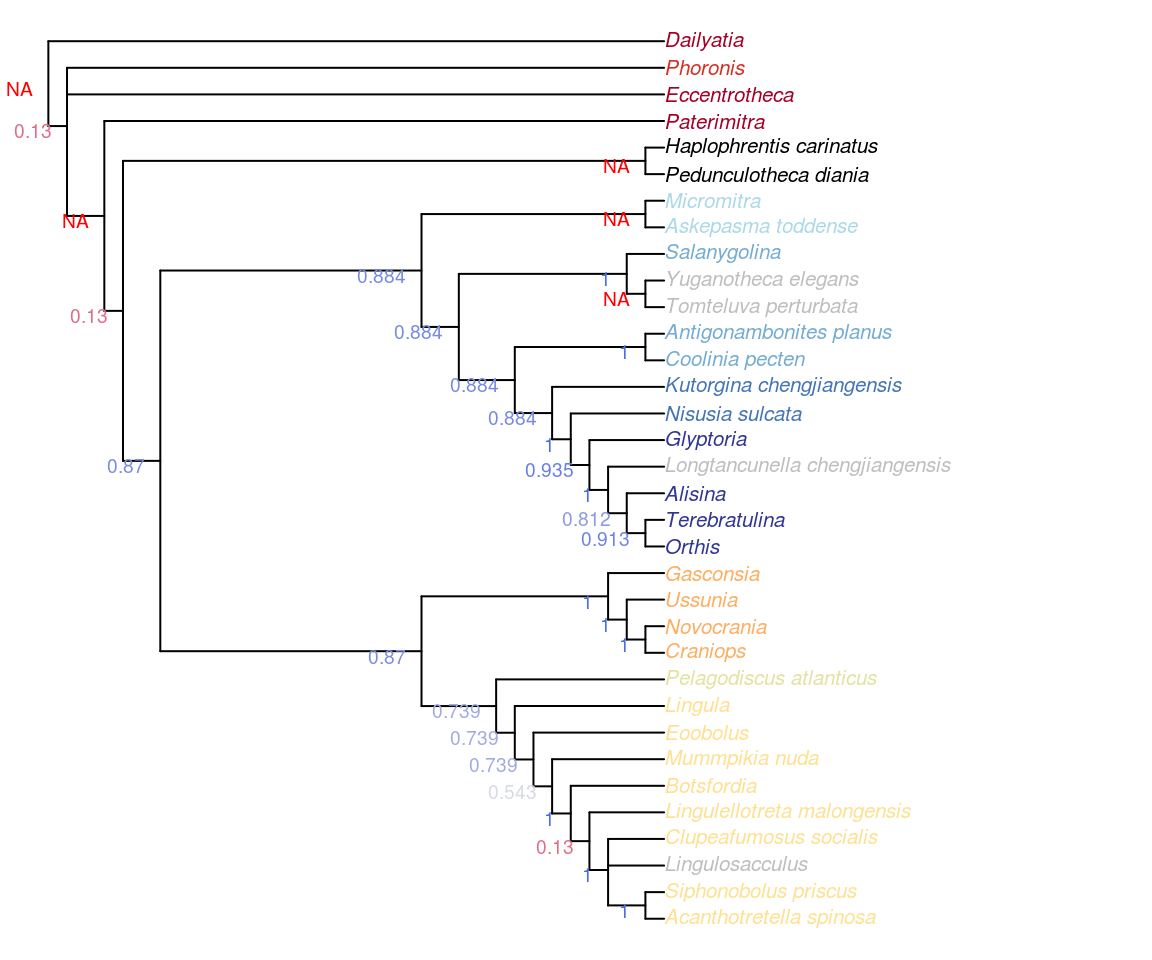 Dailyatia
Phoronis
NA
Eccentrotheca
Paterimitra
0.13
Haplophrentis carinatus
NA
Pedunculotheca diania
Micromitra
NA
NA
Askepasma toddense
Salanygolina
0.884
1
Yuganotheca elegans
NA
Tomteluva perturbata
0.13
0.884
Antigonambonites planus
1
Coolinia pecten
0.884
Kutorgina chengjiangensis
0.884
Nisusia sulcata
Glyptoria
1
0.87
Longtancunella chengjiangensis
0.935
1
Alisina
0.812
Terebratulina
0.913
Orthis
Gasconsia
1
Ussunia
1
Novocrania
1
Craniops
0.87
Pelagodiscus atlanticus
Lingula
0.739
Eoobolus
0.739
Mummpikia nuda
0.739
Botsfordia
0.543
Lingulellotreta malongensis
1
Clupeafumosus socialis
0.13
Lingulosacculus
1
Siphonobolus priscus
1
Acanthotretella spinosa